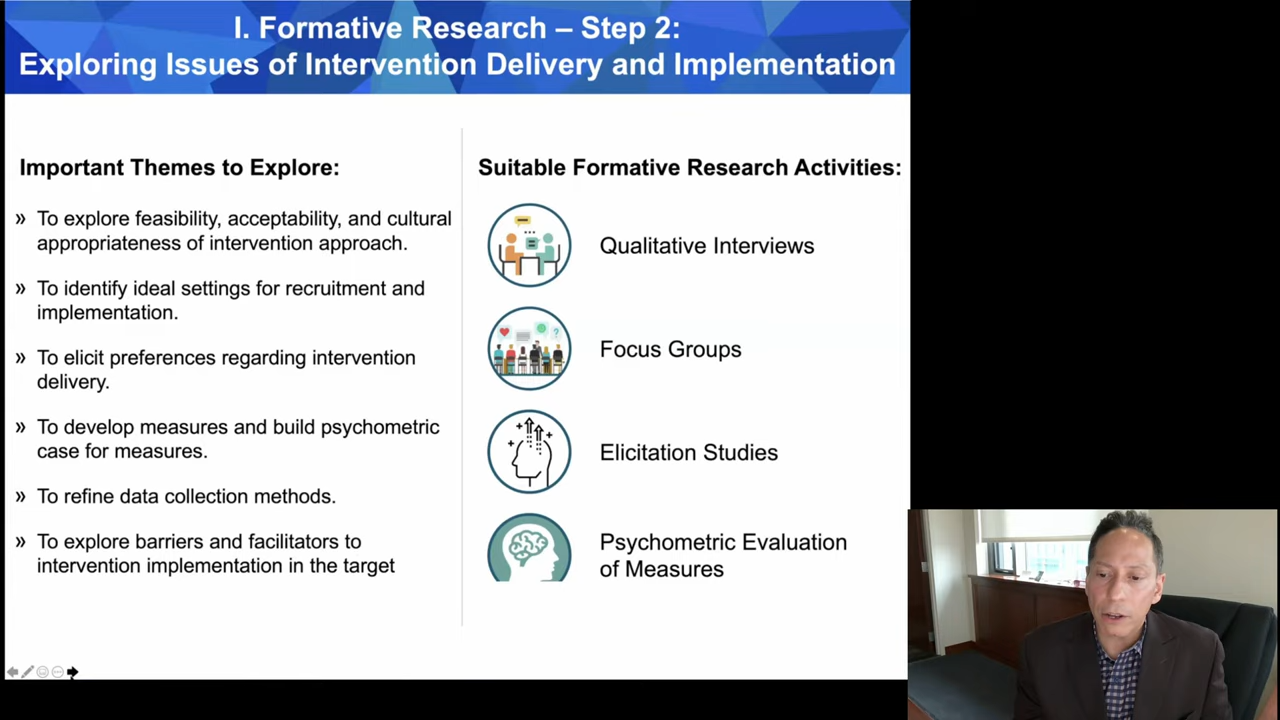 I. Formative Research – Step 2:
Exploring Issues of Intervention Delivery and Implementation
Important Themes to Explore:
» To explore feasibility, acceptability, and cultural
appropriateness of intervention approach.
» To identify ideal settings for recruitment and
implementation.
» To elicit preferences regarding intervention
delivery.
» To develop measures and build psychometric
case for measures.
» To refine data collection methods.
» To explore barriers and facilitators to
intervention implementation in the target
Suitable Formative Research Activities:
Qualitative Interviews
Focus Groups
Elicitation Studies
Psychometric Evaluation
of Measures